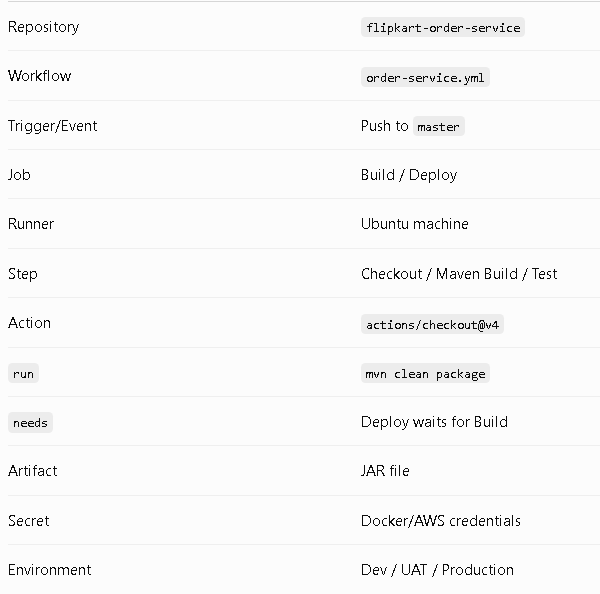 Repository flipkart-order-service
Workflow order-service.yml
Trigger/Event Push to master
Job Build / Deploy
Runner Ubuntu machine
Step Checkout / Maven Build / Test
Action actions/checkout@v4
run mvn clean package
needs Deploy waits for Build
Artifact JAR file
Secret Docker/AWS credentials
Environment Dev / UAT / Production